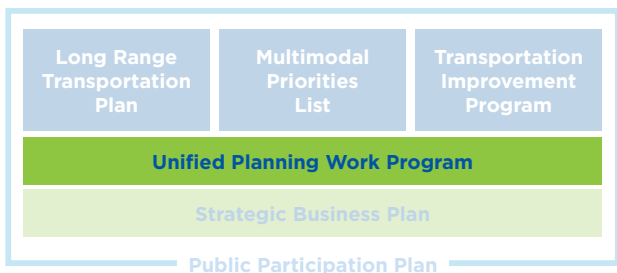 Long Range
Transportation
Plan
Multimodal
Priorities
List
Transportation
Improvement
Program
Unified Planning Work Program
Strategic Business Plan
Public Participation Plan